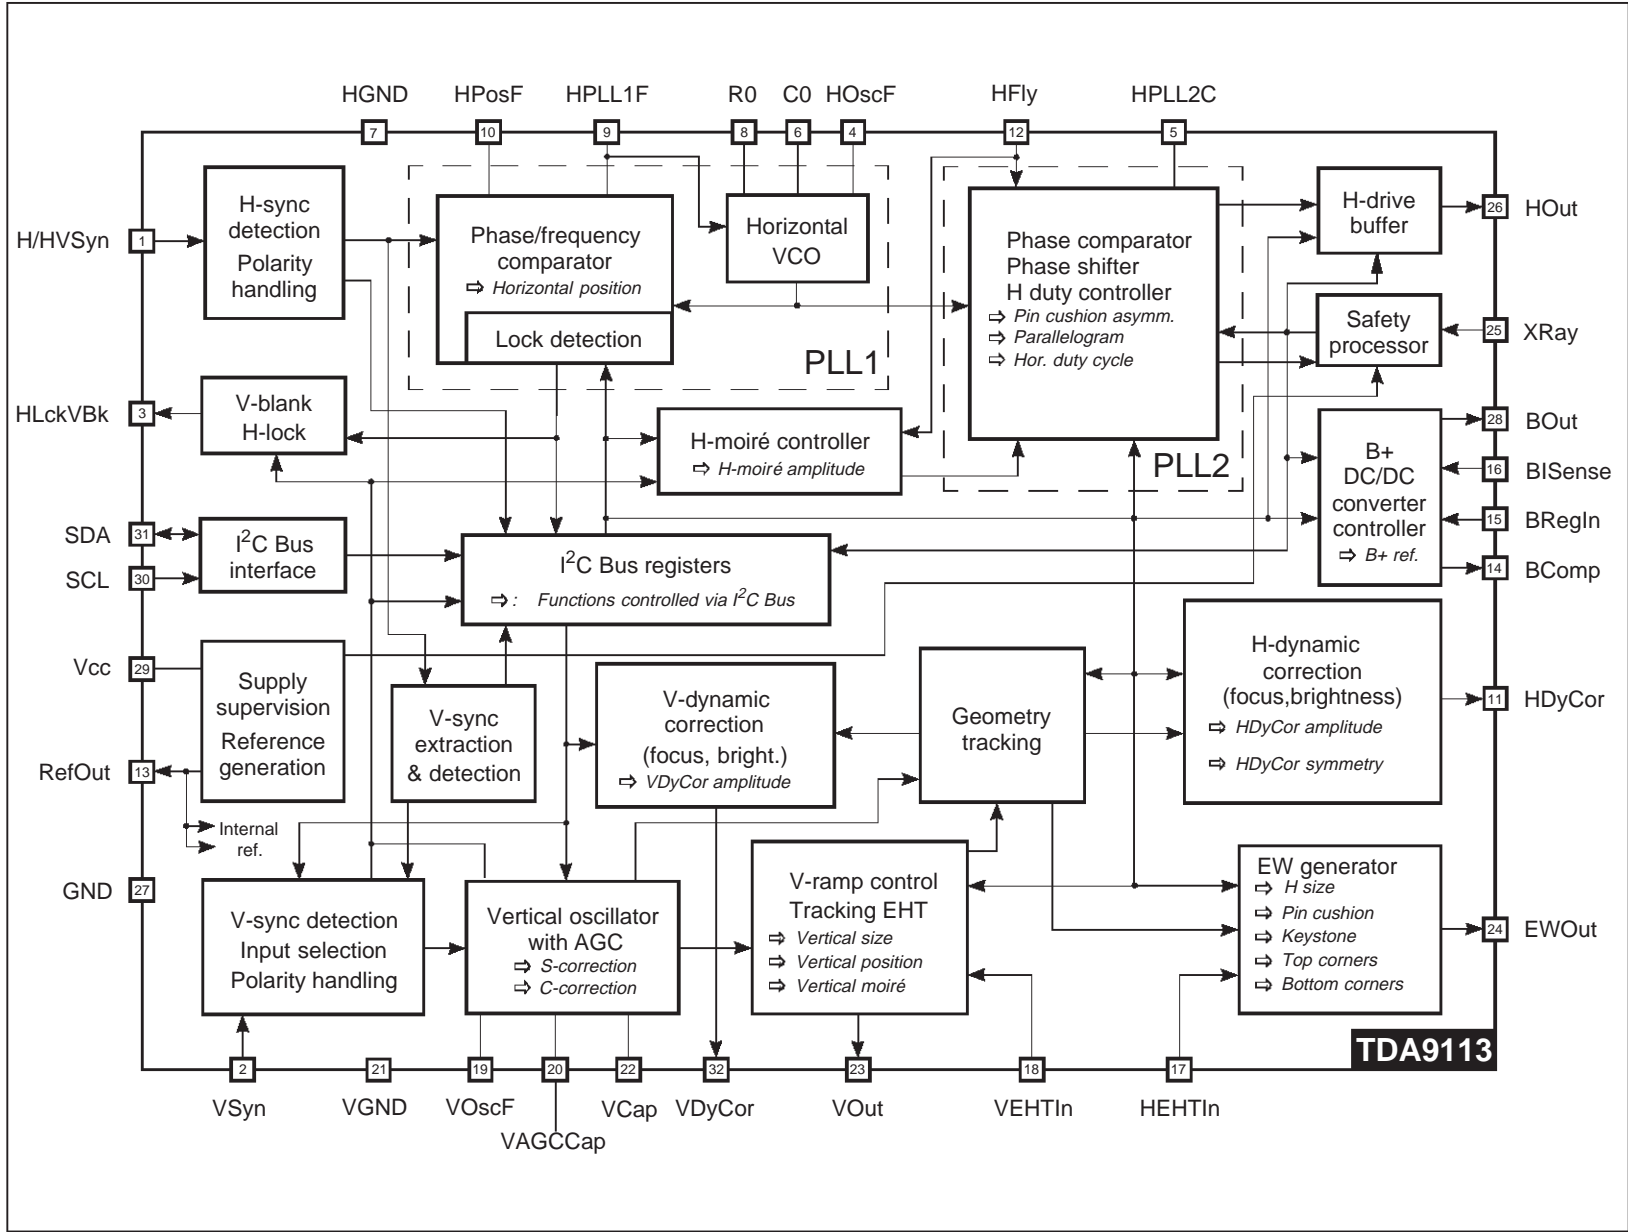 HGND
HPosF
HPLL1F
R0
C0
HOscF
HFly
HPLL2C
7
10
9
8
6
4
12
5
H/HVSyn
1
H-sync
detection
Polarity
handling
Phase/frequency
comparator
⇨ Horizontal position
Lock detection
Horizontal
VCO
PLL1
Phase comparator
Phase shifter
H duty controller
⇨ Pin cushion asymm.
⇨ Parallelogram
⇨ Hor. duty cycle
PLL2
H-drive
buffer
26
HOut
Safety
processor
25
XRay
HLckVBk
3
V-blank
H-lock
H-moiré controller
⇨ H-moiré amplitude
B+
DC/DC
converter
controller
⇨ B+ ref.
28
BOut
16
BISense
15
BRegIn
14
BComp
SDA
31
SCL
30
I2C Bus
interface
I2C Bus registers
⇨ : Functions controlled via I2C Bus
Vcc
29
Supply
supervision
Reference
generation
RefOut
13
Internal
ref.
V-sync
extraction
& detection
V-dynamic
correction
(focus, bright.)
⇨ VDyCor amplitude
Geometry
tracking
H-dynamic
correction
(focus,brightness)
⇨ HDyCor amplitude
⇨ HDyCor symmetry
11
HDyCor
GND
27
V-sync detection
Input selection
Polarity handling
Vertical oscillator
with AGC
⇨ S-correction
⇨ C-correction
V-ramp control
Tracking EHT
⇨ Vertical size
⇨ Vertical position
⇨ Vertical moiré
EW generator
⇨ H size
⇨ Pin cushion
⇨ Keystone
⇨ Top corners
⇨ Bottom corners
24
EWOut
TDA9113
2
21
19
20
22
32
23
18
17
VSyn
VGND
VOscF
VAGCCap
VCap
VDyCor
VOut
VEHTIn
HEHTIn